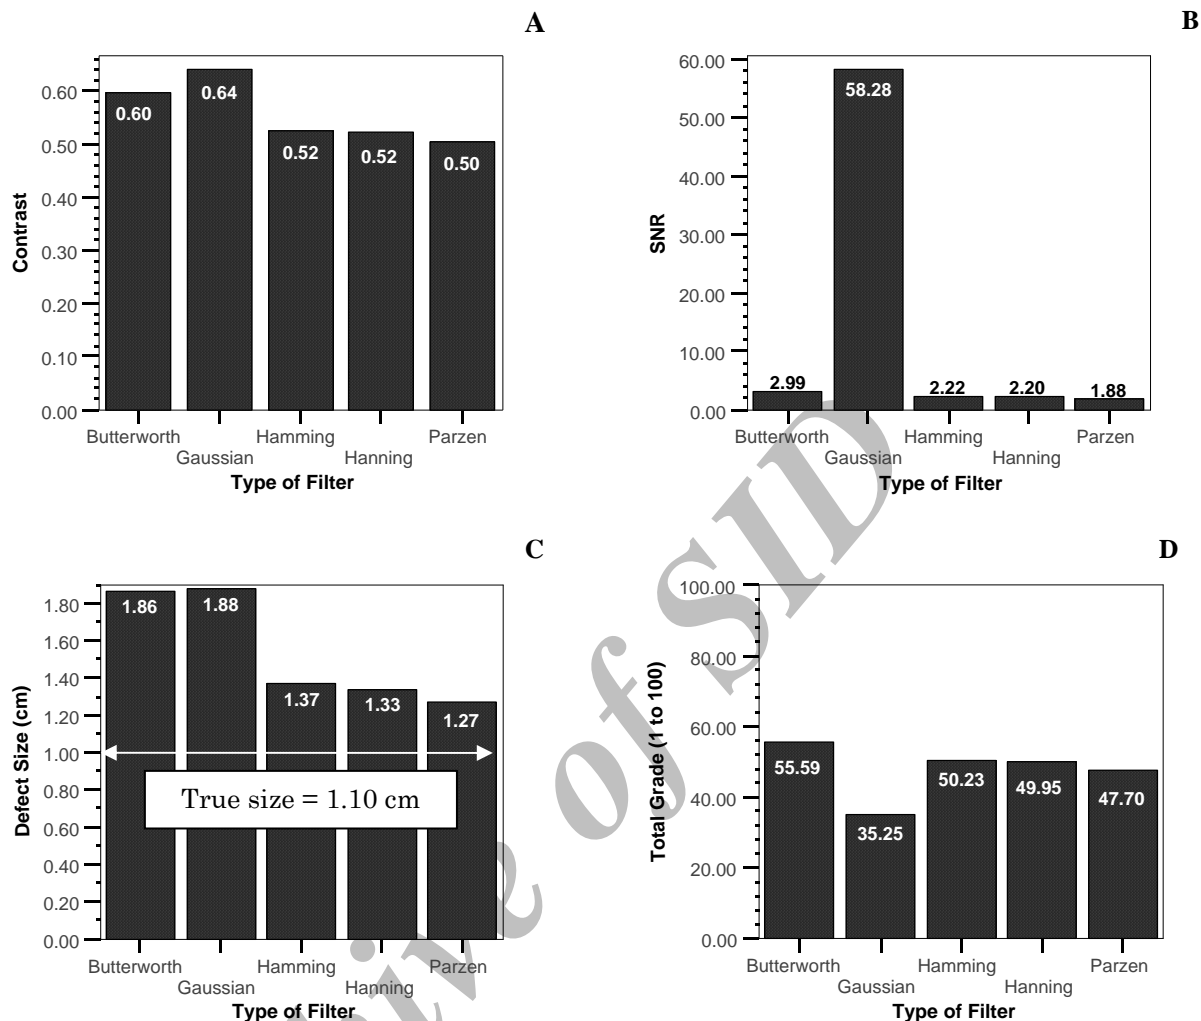 A
0.60
0.50
0.40
0.30
0.20
0.10
0.00
Contrast
0.60
0.64
0.52
0.52
0.50
Butterworth
Gaussian
Hamming
Hanning
Parzen
Type of Filter
B
60.00
50.00
40.00
30.00
20.00
10.00
0.00
SNR
2.99
58.28
2.22
2.20
1.88
Butterworth
Gaussian
Hamming
Hanning
Parzen
Type of Filter
C
1.80
1.60
1.40
1.20
1.00
0.80
0.60
0.40
0.20
0.00
Defect Size (cm)
1.86
1.88
1.37
1.33
1.27
True size = 1.10 cm
Butterworth
Gaussian
Hamming
Hanning
Parzen
Type of Filter
D
100.00
80.00
60.00
40.00
20.00
0.00
Total Grade (1 to 100)
55.59
35.25
50.23
49.95
47.70
Butterworth
Gaussian
Hamming
Hanning
Parzen
Type of Filter
ive of SID